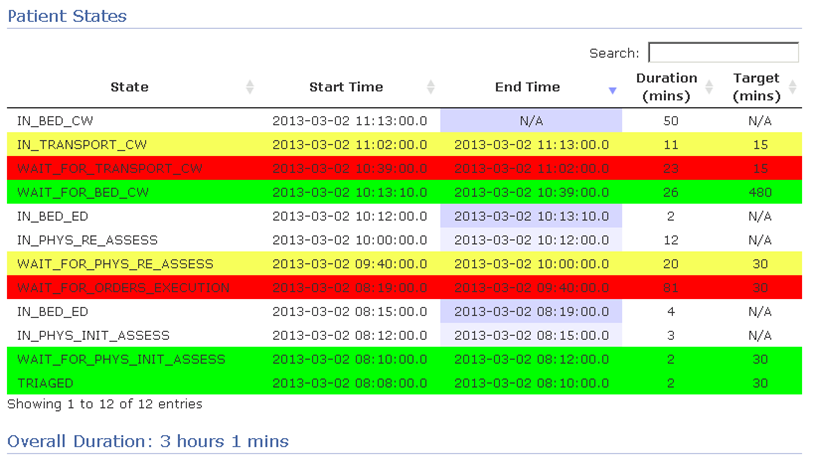 Patient States
Search:
State Start Time End Time Duration (mins) Target (mins)
IN_BED_CW 2013-03-02 11:13:00.0 N/A 50 N/A
IN_TRANSPORT_CW 2013-03-02 11:02:00.0 2013-03-02 11:13:00.0 11 15
WAIT_FOR_TRANSPORT_CW 2013-03-02 10:39:00.0 2013-03-02 11:02:00.0 23 15
WAIT_FOR_BED_CW 2013-03-02 10:13:10.0 2013-03-02 10:39:00.0 26 480
IN_BED_ED 2013-03-02 10:12:00.0 2013-03-02 10:13:10.0 2 N/A
IN_PHYS_RE_ASSESS 2013-03-02 10:00:00.0 2013-03-02 10:12:00.0 12 N/A
WAIT_FOR_PHYS_RE_ASSESS 2013-03-02 09:40:00.0 2013-03-02 10:00:00.0 20 30
WAIT_FOR_ORDERS_EXECUTION 2013-03-02 08:19:00.0 2013-03-02 09:40:00.0 81 30
IN_BED_ED 2013-03-02 08:15:00.0 2013-03-02 08:19:00.0 4 N/A
IN_PHYS_INIT_ASSESS 2013-03-02 08:12:00.0 2013-03-02 08:15:00.0 3 N/A
WAIT_FOR_PHYS_INIT_ASSESS 2013-03-02 08:10:00.0 2013-03-02 08:12:00.0 2 30
TRIAGED 2013-03-02 08:08:00.0 2013-03-02 08:10:00.0 2 30
Showing 1 to 12 of 12 entries
Overall Duration: 3 hours 1 mins